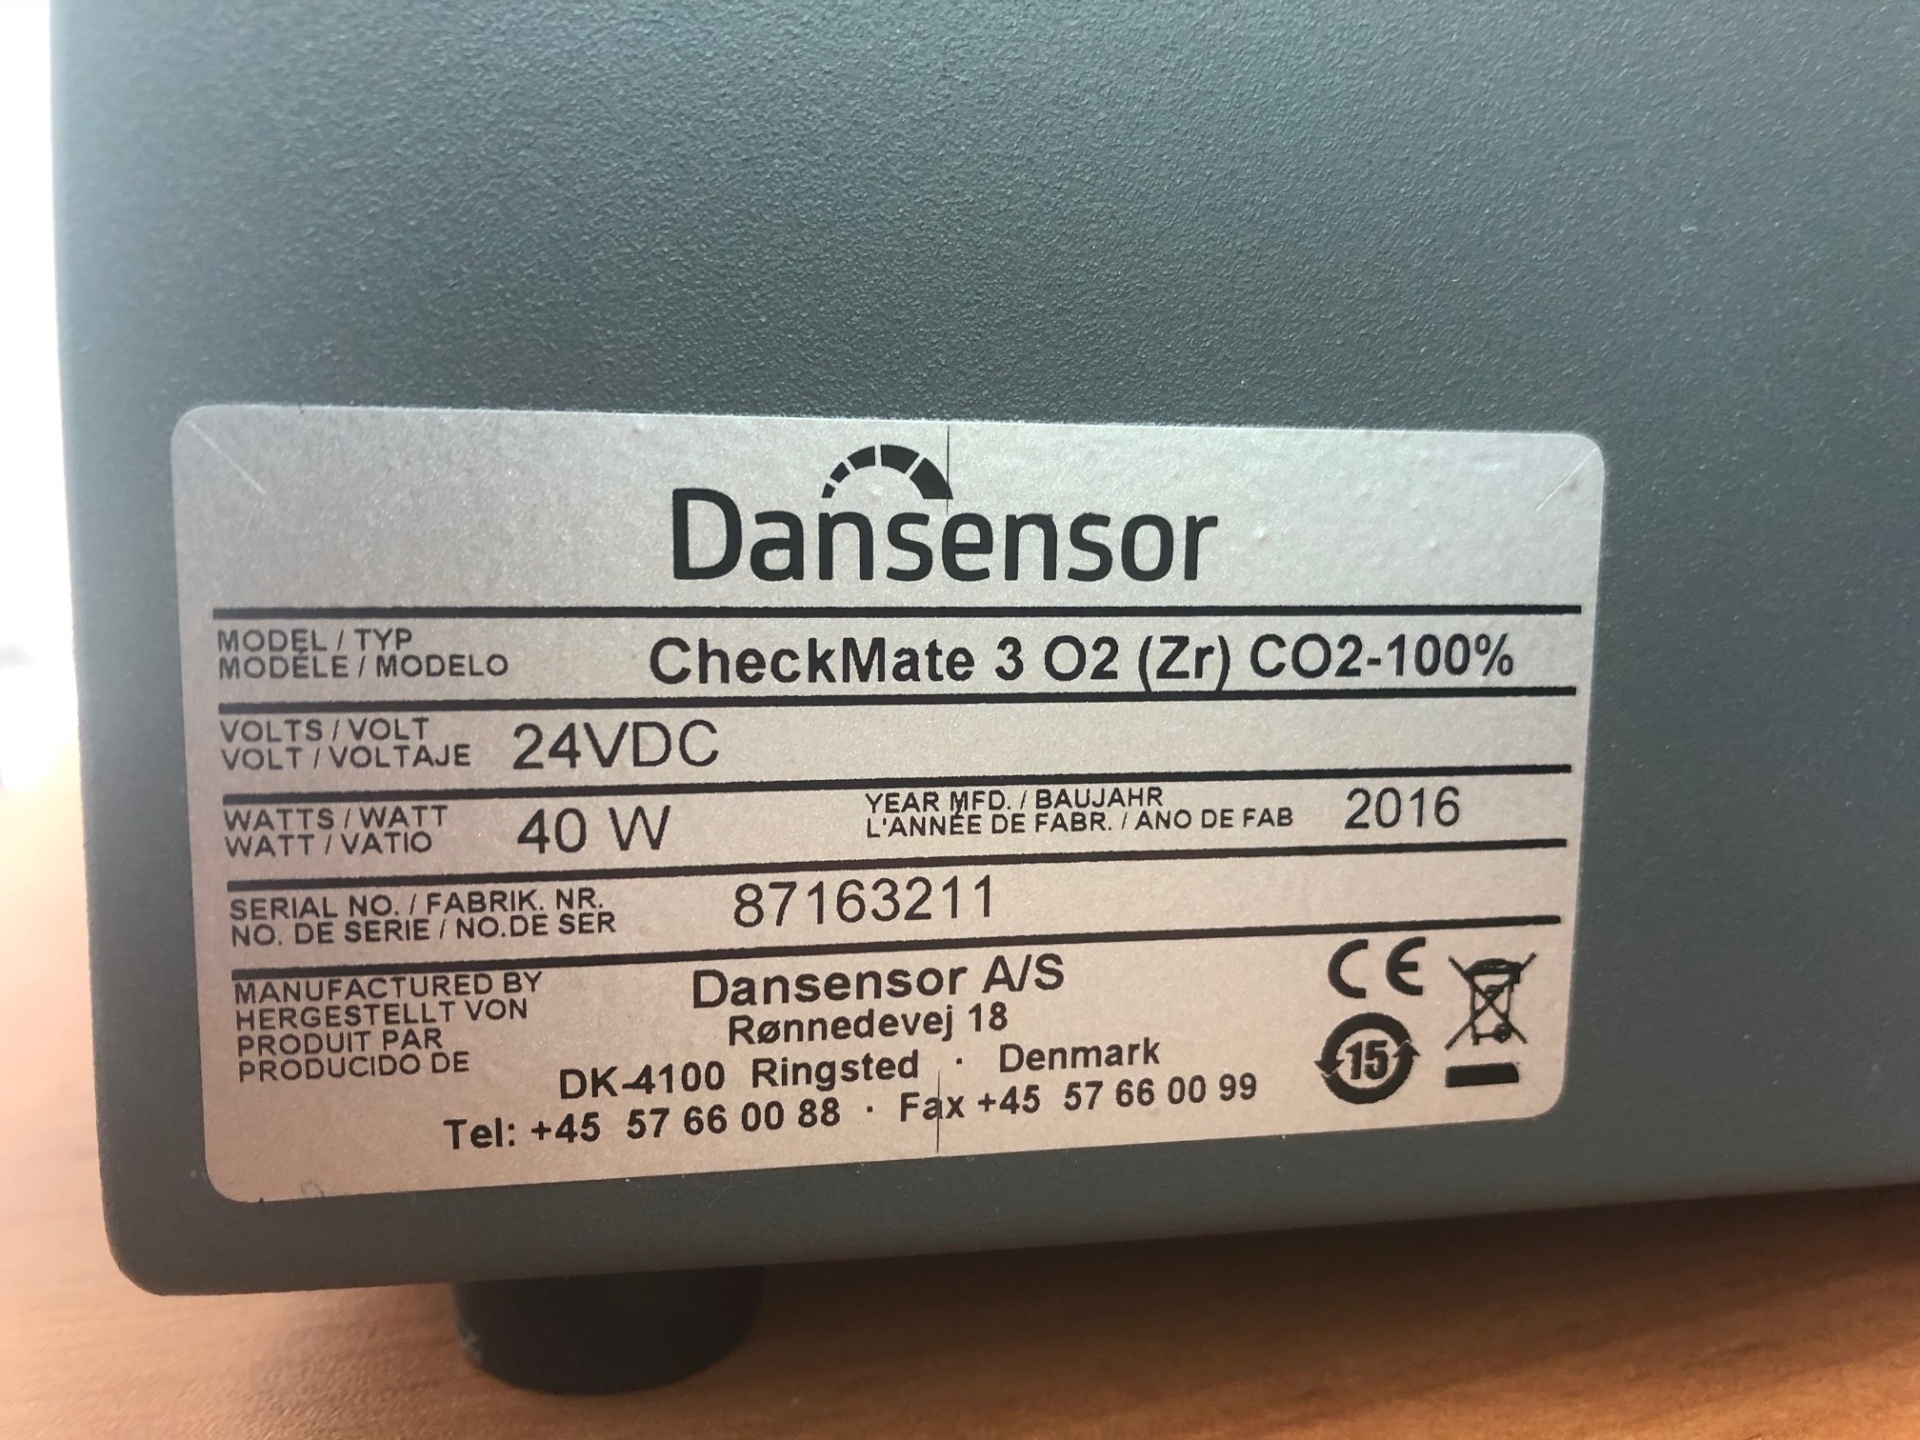 Dansensor
MODEL / TYP
MODÉLE / MODELO
CheckMate 3 O2 (Zr) CO2-100%
VOLTS / VOLT
VOLT / VOLTAJE
24VDC
WATTS / WATT
WATT / VATIO
40 W
YEAR MFD. / BAUJAHR
L'ANNÉE DE FABR. / ANO DE FAB
2016
SERIAL NO. / FABRIK. NR.
NO. DE SERIE / NO.DE SER
87163211
MANUFACTURED BY
HERGESTELLT VON
PRODUIT PAR
PRODUCIDO DE
Dansensor A/S
Rønnedevej 18
DK-4100 Ringsted · Denmark
Tel: +45 57 66 00 88 · Fax +45 57 66 00 99
CE
15